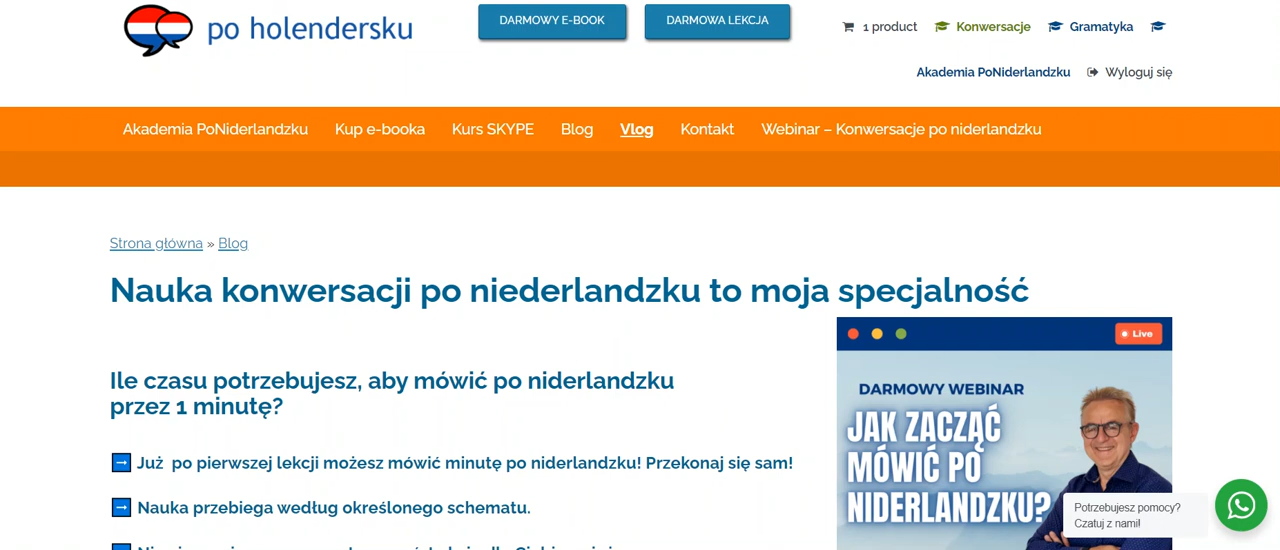 po holendersku
DARMOWY E-BOOK
DARMOWA LEKCJA
1 product
Konwersacje
Gramatyka
Akademia PoNiderlandzku
Wyloguj się
Akademia PoNiderlandzku
Kup e-booka
Kurs SKYPE
Blog
Vlog
Kontakt
Webinar – Konwersacje po niderlandzku
Strona główna » Blog
Nauka konwersacji po niederlandzku to moja specjalność
Ile czasu potrzebujesz, aby mówić po niderlandzku
przez 1 minutę?
Już po pierwszej lekcji możesz mówić minutę po niderlandzku! Przekonaj się sam!
Nauka przebiega według określonego schematu.
Live
DARMOWY WEBINAR
JAK ZACZĄĆ
MÓWIĆ PO
NIDERLANDZKU?
Potrzebujesz pomocy?
Czatuj z nami!